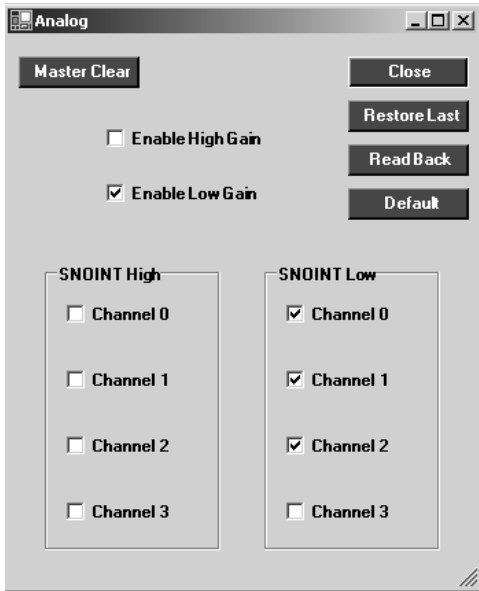 Analog
Master Clear
Close
Restore Last
Read Back
Default
Enable High Gain
Enable Low Gain
SNOINT High
Channel 0
Channel 1
Channel 2
Channel 3
SNOINT Low
Channel 0
Channel 1
Channel 2
Channel 3